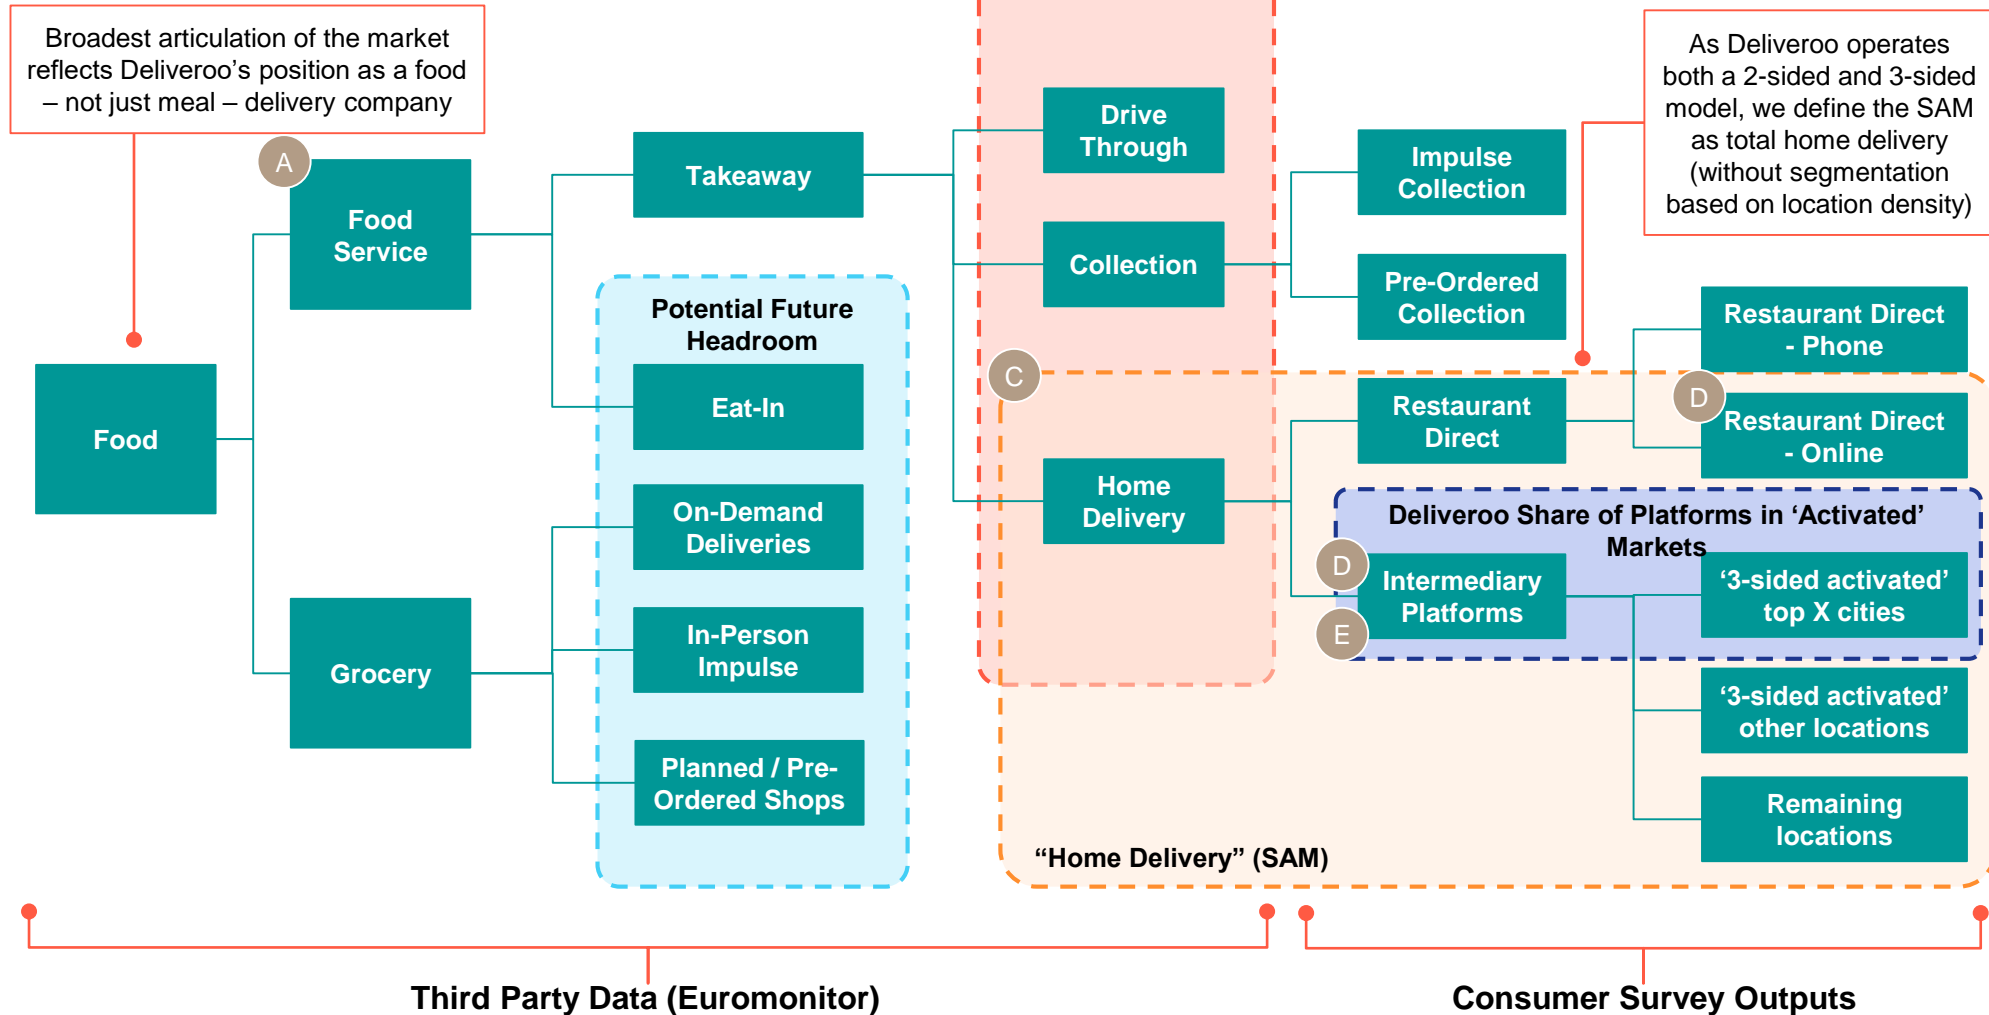 Broadest articulation of the market
reflects Deliveroo’s position as a food
– not just meal – delivery company
As Deliveroo operates
both a 2-sided and 3-sided
model, we define the SAM
as total home delivery
(without segmentation
based on location density)
A
Food
Service
Takeaway
Drive
Through
Collection
Impulse
Collection
Pre-Ordered
Collection
Potential Future
Headroom
Eat-In
Food
C
Home
Delivery
Restaurant
Direct
Restaurant Direct
- Phone
D
Restaurant Direct
- Online
On-Demand
Deliveries
In-Person
Impulse
Grocery
Planned / Pre-
Ordered Shops
Deliveroo Share of Platforms in ‘Activated’
Markets
D
E
Intermediary
Platforms
‘3-sided activated’
top X cities
‘3-sided activated’
other locations
Remaining
locations
“Home Delivery” (SAM)
Third Party Data (Euromonitor)
Consumer Survey Outputs